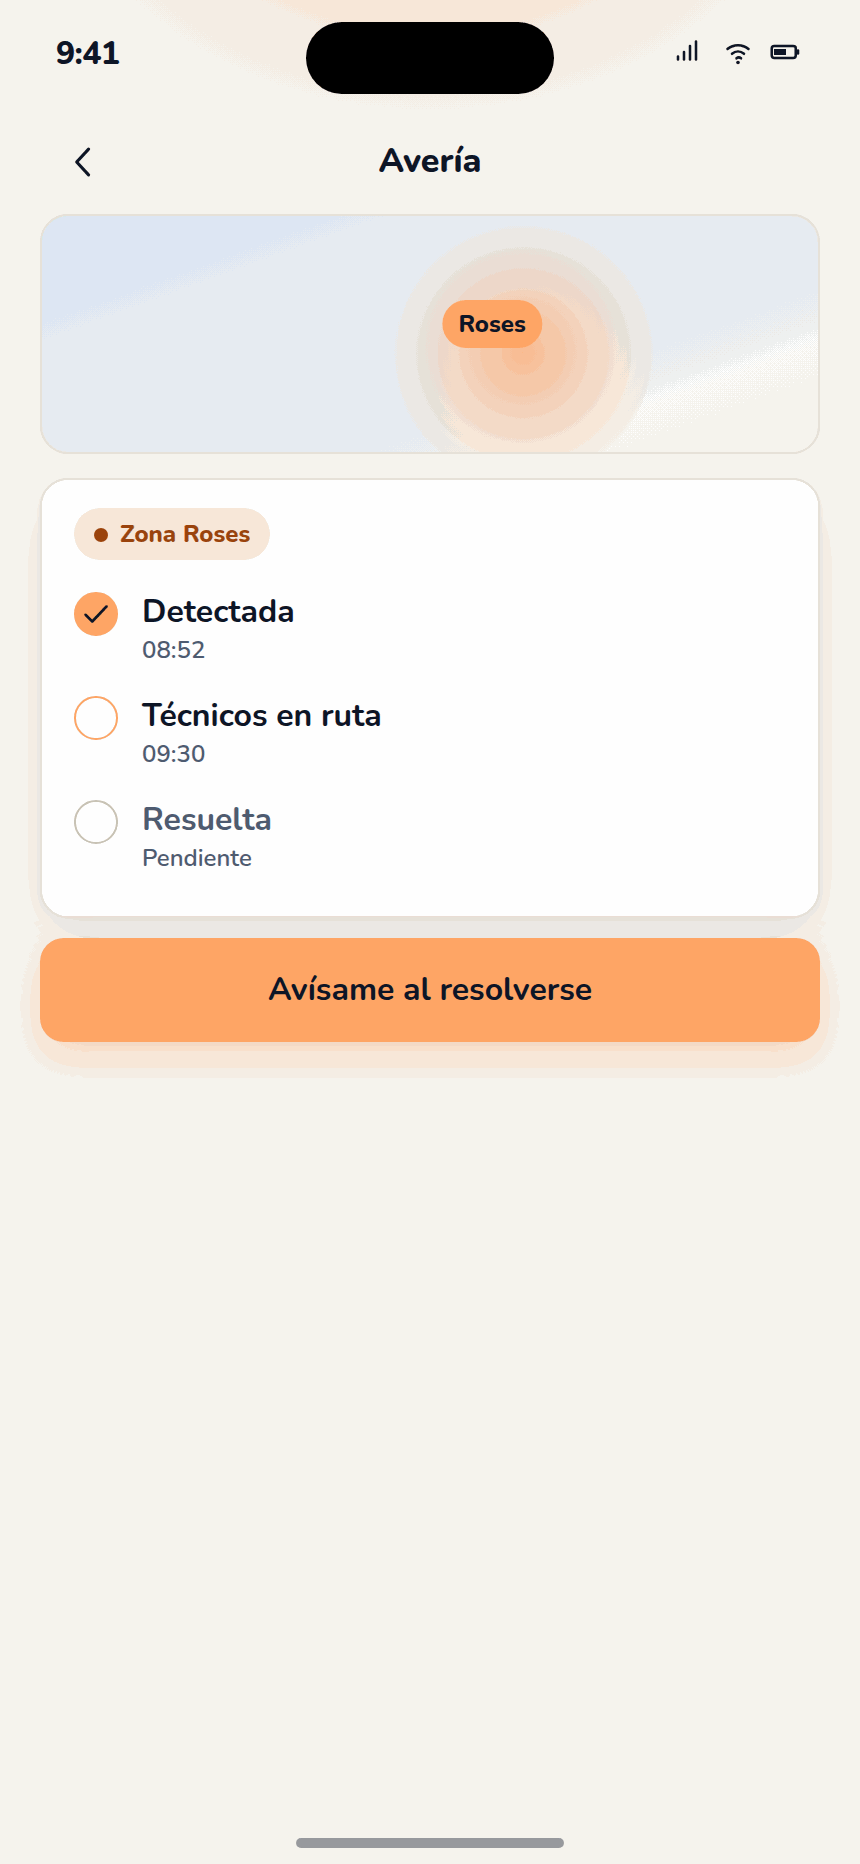 9:41
Avería
Roses
Zona Roses
Detectada
08:52
Técnicos en ruta
09:30
Resuelta
Pendiente
Avísame al resolverse